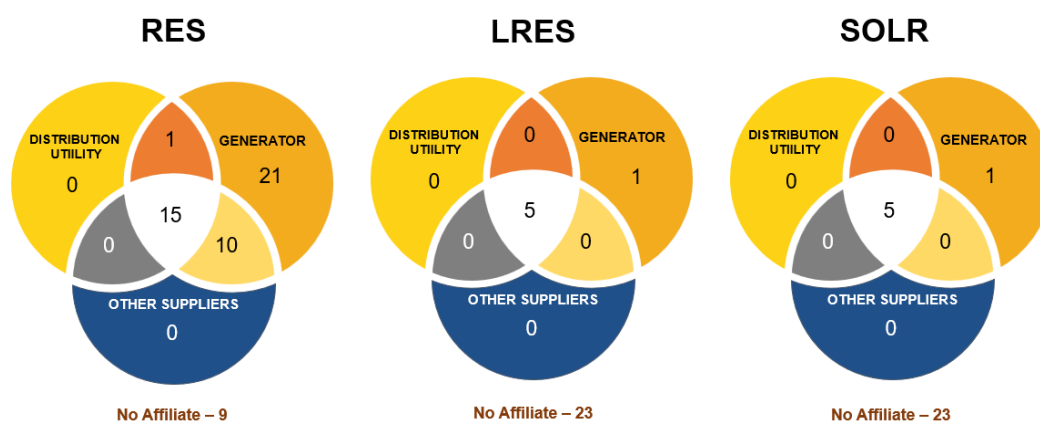 RES
DISTRIBUTION
UTIILITY
0
1
GENERATOR
21
15
0
10
OTHER SUPPLIERS
0
No Affiliate – 9
LRES
DISTRIBUTION
UTILITY
0
0
GENERATOR
1
5
0
0
OTHER SUPPLIERS
0
No Affiliate – 23
SOLR
DISTRIBUTION
UTILITY
0
0
GENERATOR
1
5
0
0
OTHER SUPPLIERS
0
No Affiliate – 23